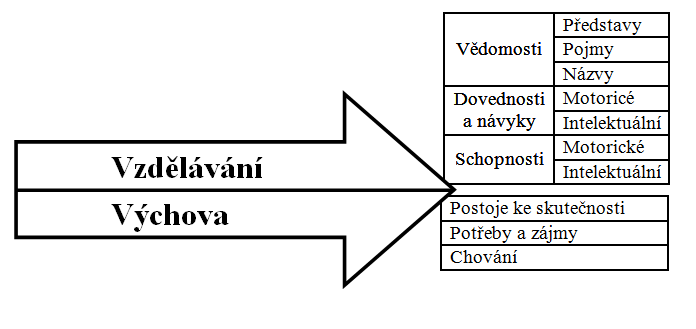 Vzdělávání
Výchova
Vědomosti
Představy
Pojmy
Názvy
Dovednosti
a návyky
Motoricé
Intelektuální
Schopnosti
Motorické
Intelektuální
Postoje ke skutečnosti
Potřeby a zájmy
Chování